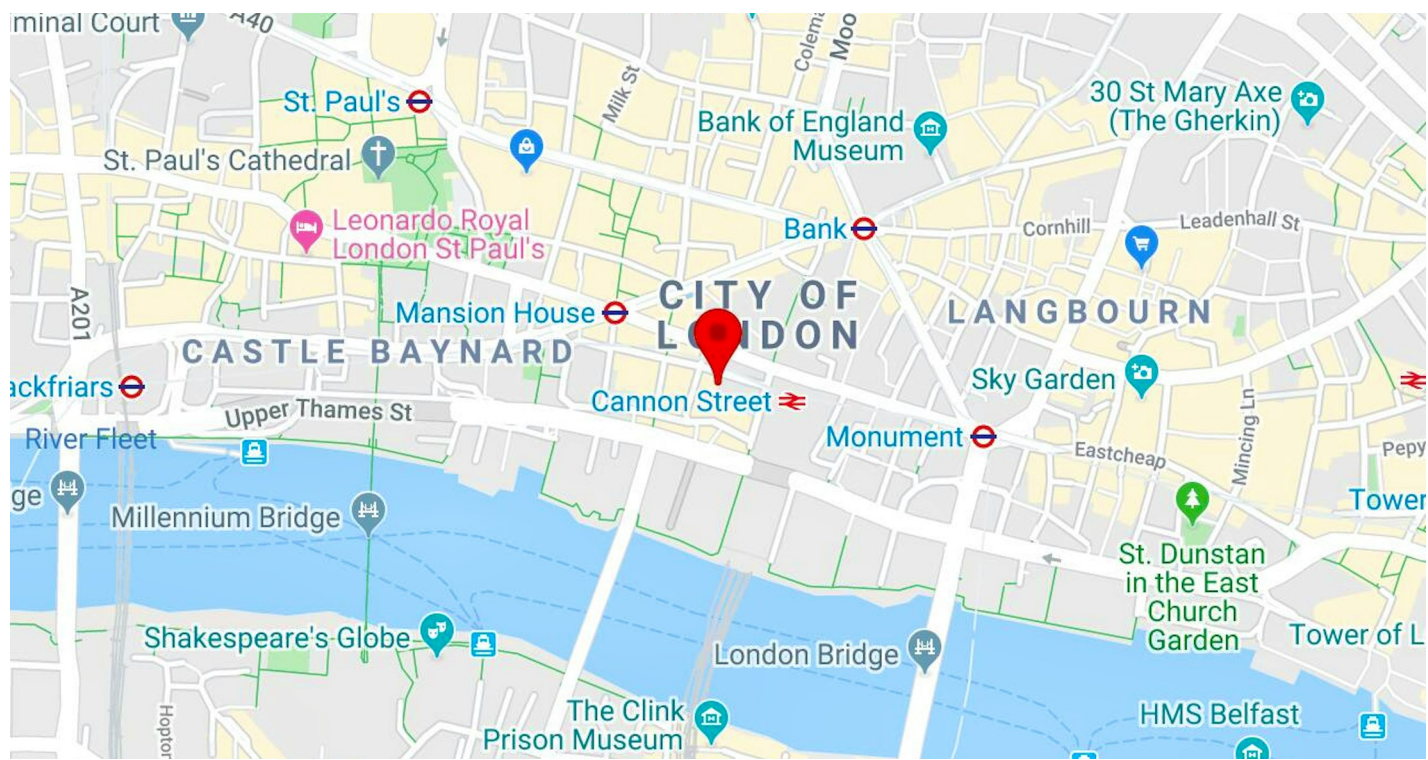 minal Court
A40
Colem
Moo
St. Paul's
Milk St
30 St Mary Axe
(The Gherkin)
Bank of England
Museum
St. Paul's Cathedral
Leonardo Royal
London St Paul's
Bank
Cornhill
Leadenhall St
A201
Mansion House
CITY OF
LONDON
LANGBOURN
CASTLE BAYNARD
Sky Garden
ackfriars
Cannon Street
Upper Thames St
Mincing Ln
River Fleet
Monument
Eastcheap
Pepy
ge
Millennium Bridge
Tower
St. Dunstan
in the East
Church
Garden
Shakespeare's Globe
London Bridge
Tower of L
Hopton
The Clink
Prison Museum
HMS Belfast